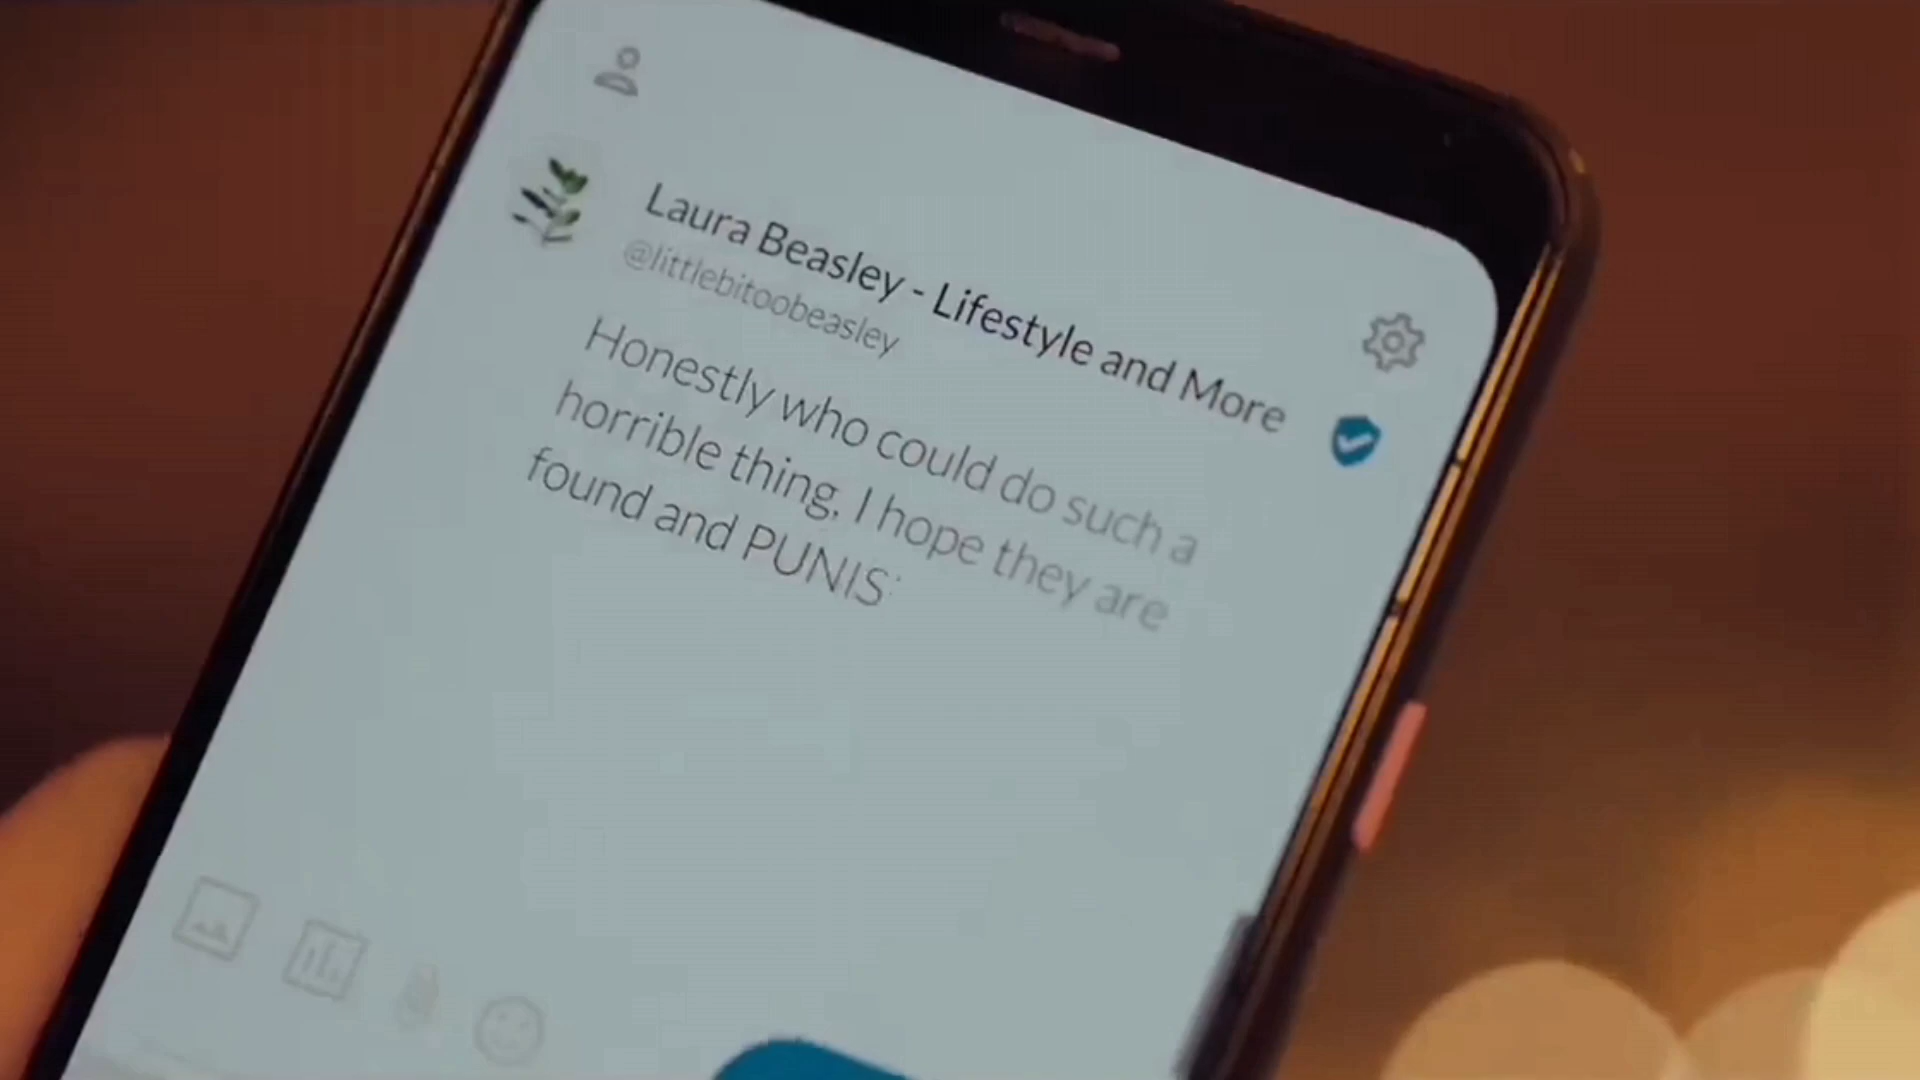 Laura Beasley - Lifestyle and More
@littlebitoobeasley
Honestly who could do such a
horrible thing, I hope they are
found and PUNIS